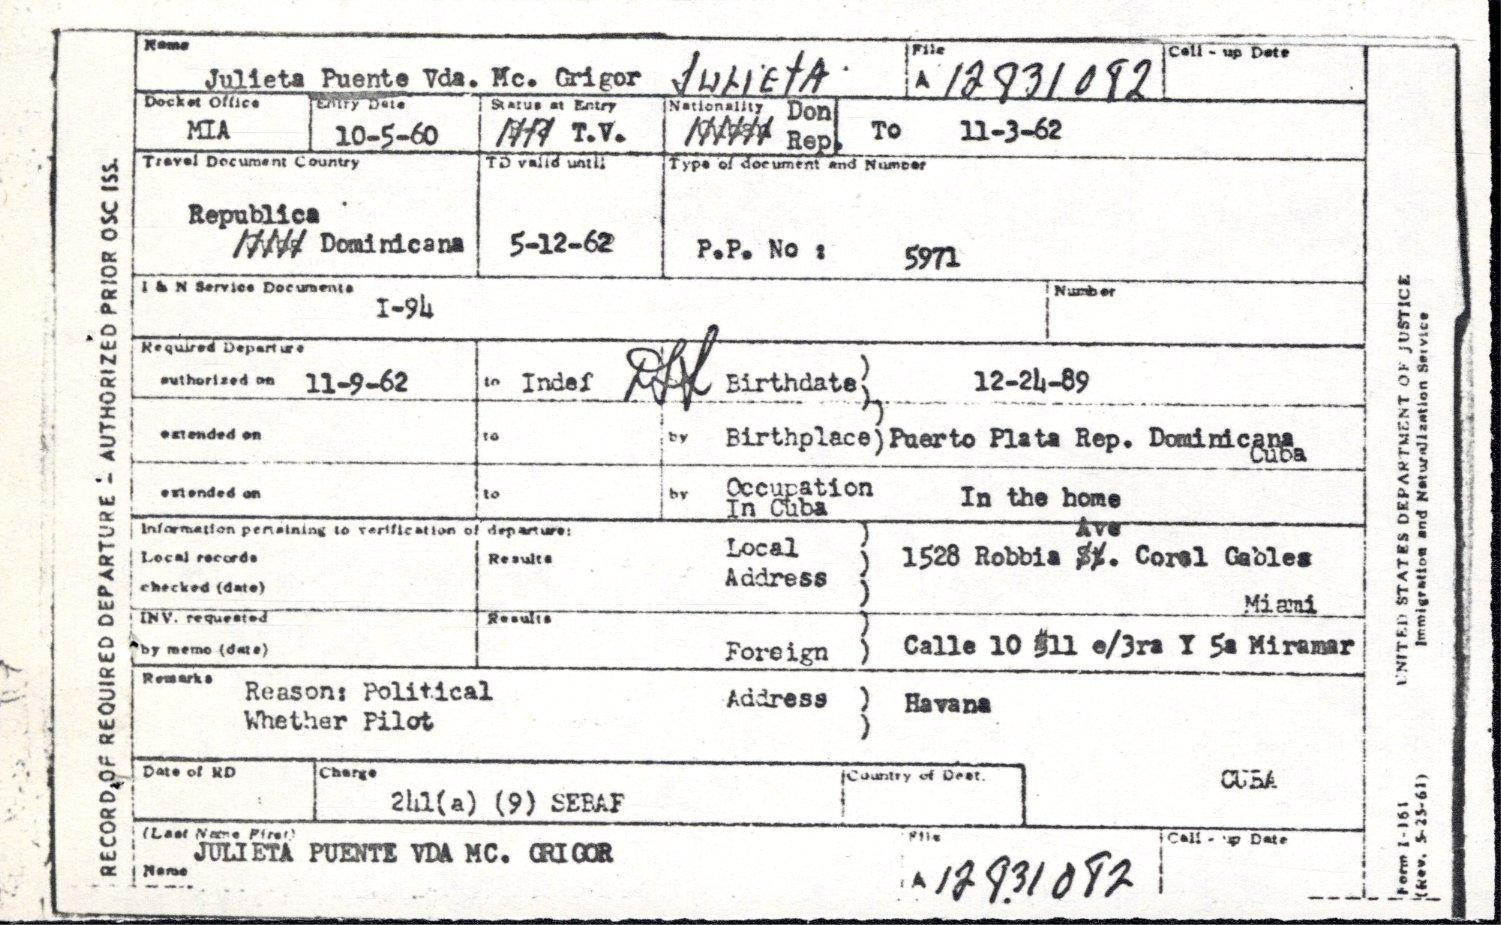 Name
File
Call - up Date
Julieta Puente Vda. Mc. Grigor JULIETA
A 12931092
Docket Office
Entry Date
Status at Entry
Nationality
MIA
10-5-60
T.V.
Don Rep.
To 11-3-62
Travel Document Country
TD valid until
Type of document and Number
Republica
Dominicana
5-12-62
P.P. No : 5971
I & N Service Documents
Number
I-94
Required Departure
authorized on 11-9-62 to Indef
Birthdate) 12-24-89
extended on to by
Birthplace) Puerto Plata Rep. Dominicana
Cuba
extended on to by
Occupation
In Cuba
In the home
Information pertaining to verification of departure:
Local records
checked (date)
Results
Local
Address
Ave
1528 Robbia St. Coral Gables
Miami
INV. requested
by memo (date)
Results
Foreign
Address
Calle 10 #11 e/3ra Y 5a Miramar
Havana
CUBA
Remarks
Reason: Political
Whether Pilot
Date of RD
Charge
Country of Dest.
241(a) (9) SEBAF
(Last Name First)
JULIETA PUENTE VDA MC. GRIGOR
Name
File
A 12931092
Call - up Date
RECORD OF REQUIRED DEPARTURE - AUTHORIZED PRIOR OSC ISS.
UNITED STATES DEPARTMENT OF JUSTICE
Immigration and Naturalization Service
Form I-161
(Rev. 5-25-61)